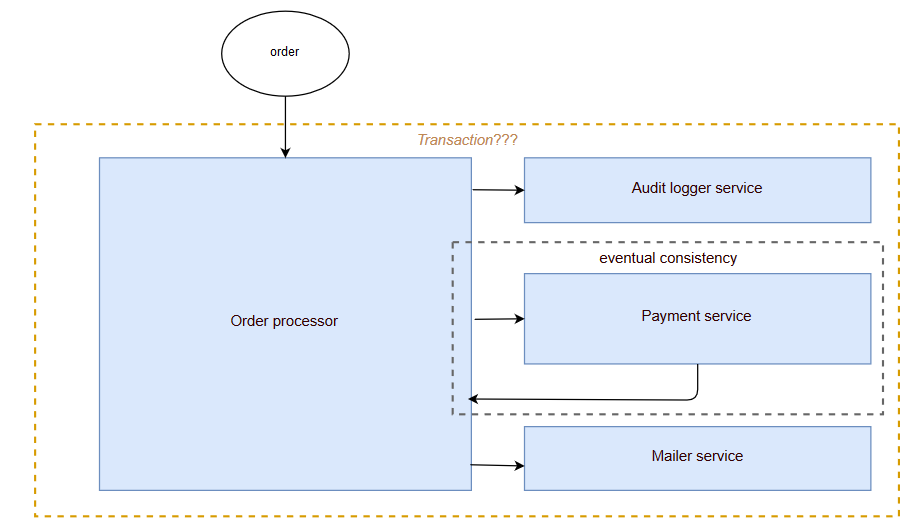 order
Transaction???
Audit logger service
eventual consistency
Order processor
Payment service
Mailer service